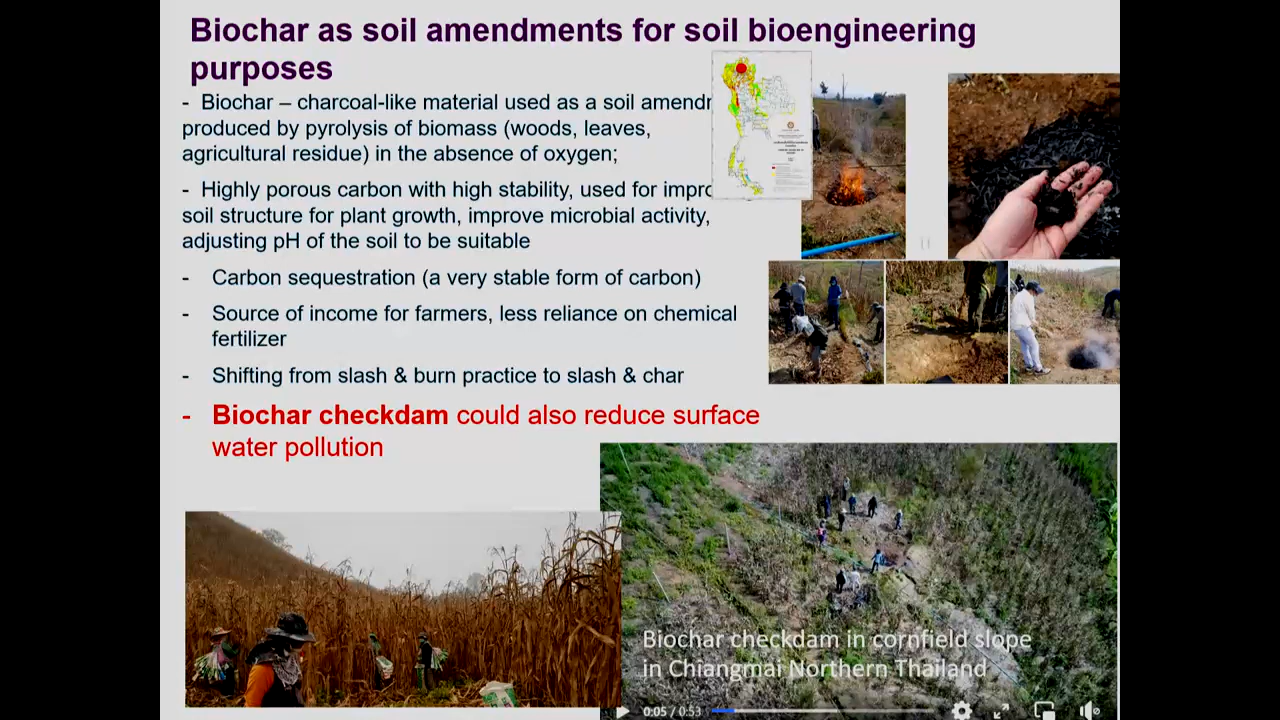 Biochar as soil amendments for soil bioengineering
purposes
- Biochar – charcoal-like material used as a soil amendr
produced by pyrolysis of biomass (woods, leaves,
agricultural residue) in the absence of oxygen;
- Highly porous carbon with high stability, used for impro
soil structure for plant growth, improve microbial activity,
adjusting pH of the soil to be suitable
- Carbon sequestration (a very stable form of carbon)
- Source of income for farmers, less reliance on chemical
fertilizer
- Shifting from slash & burn practice to slash & char
- Biochar checkdam could also reduce surface
water pollution
Biochar checkdam in cornfield slope
in Chiangmai Northern Thailand
0:05 / 0:53